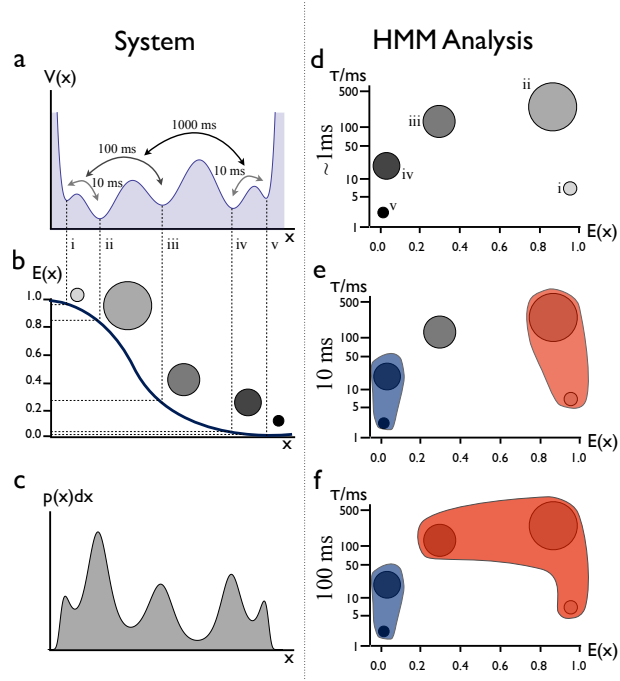 System
HMM Analysis
a
V(x)
1000 ms
100 ms
10 ms
10 ms
x
i
ii
iii
iv
v
b
E(x)
1.0
0.8
0.6
0.4
0.2
0.0
x
c
p(x)dx
x
d
τ/ms
~ 1ms
500
100
50
10
5
1
ii
iii
iv
i
v
0.0 0.2 0.4 0.6 0.8 1.0 E(x)
e
τ/ms
10 ms
500
100
50
10
5
1
0.0 0.2 0.4 0.6 0.8 1.0 E(x)
f
τ/ms
100 ms
500
100
50
10
5
1
0.0 0.2 0.4 0.6 0.8 1.0 E(x)